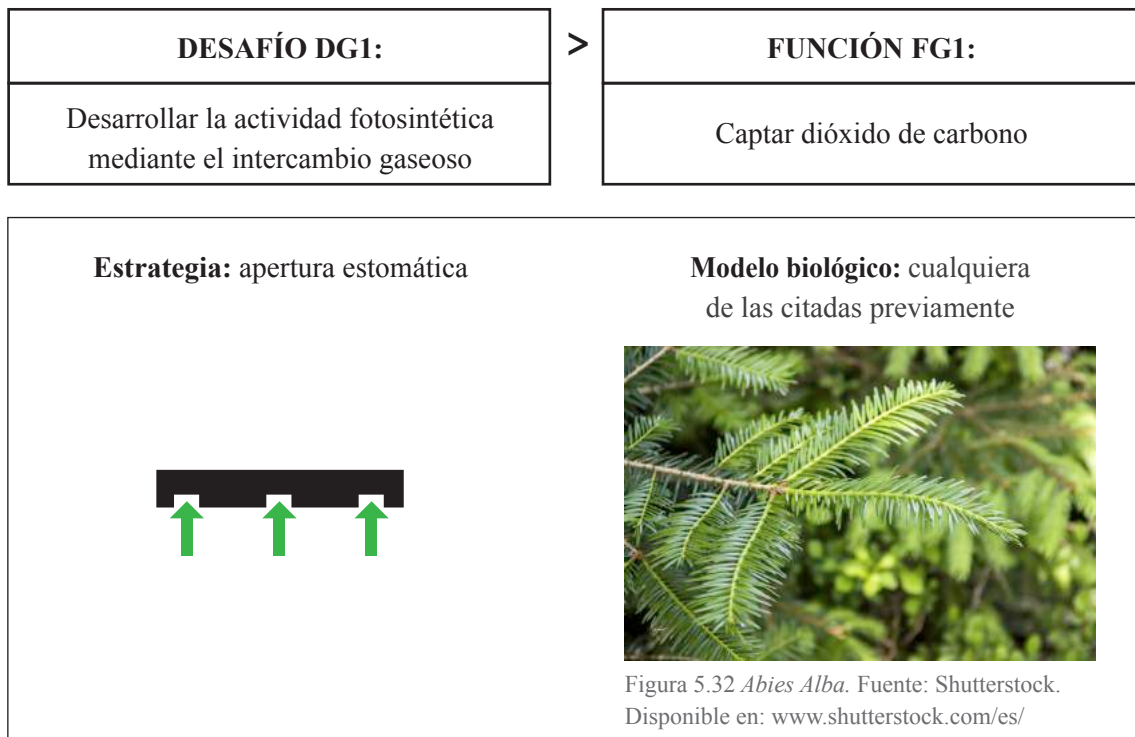 DESAFÍO DG1:
>
FUNCIÓN FG1:
Desarrollar la actividad fotosintética
mediante el intercambio gaseoso
Captar dióxido de carbono
Estrategia: apertura estomática
Modelo biológico: cualquiera
de las citadas previamente
Figura 5.32 Abies Alba. Fuente: Shutterstock.
Disponible en: www.shutterstock.com/es/